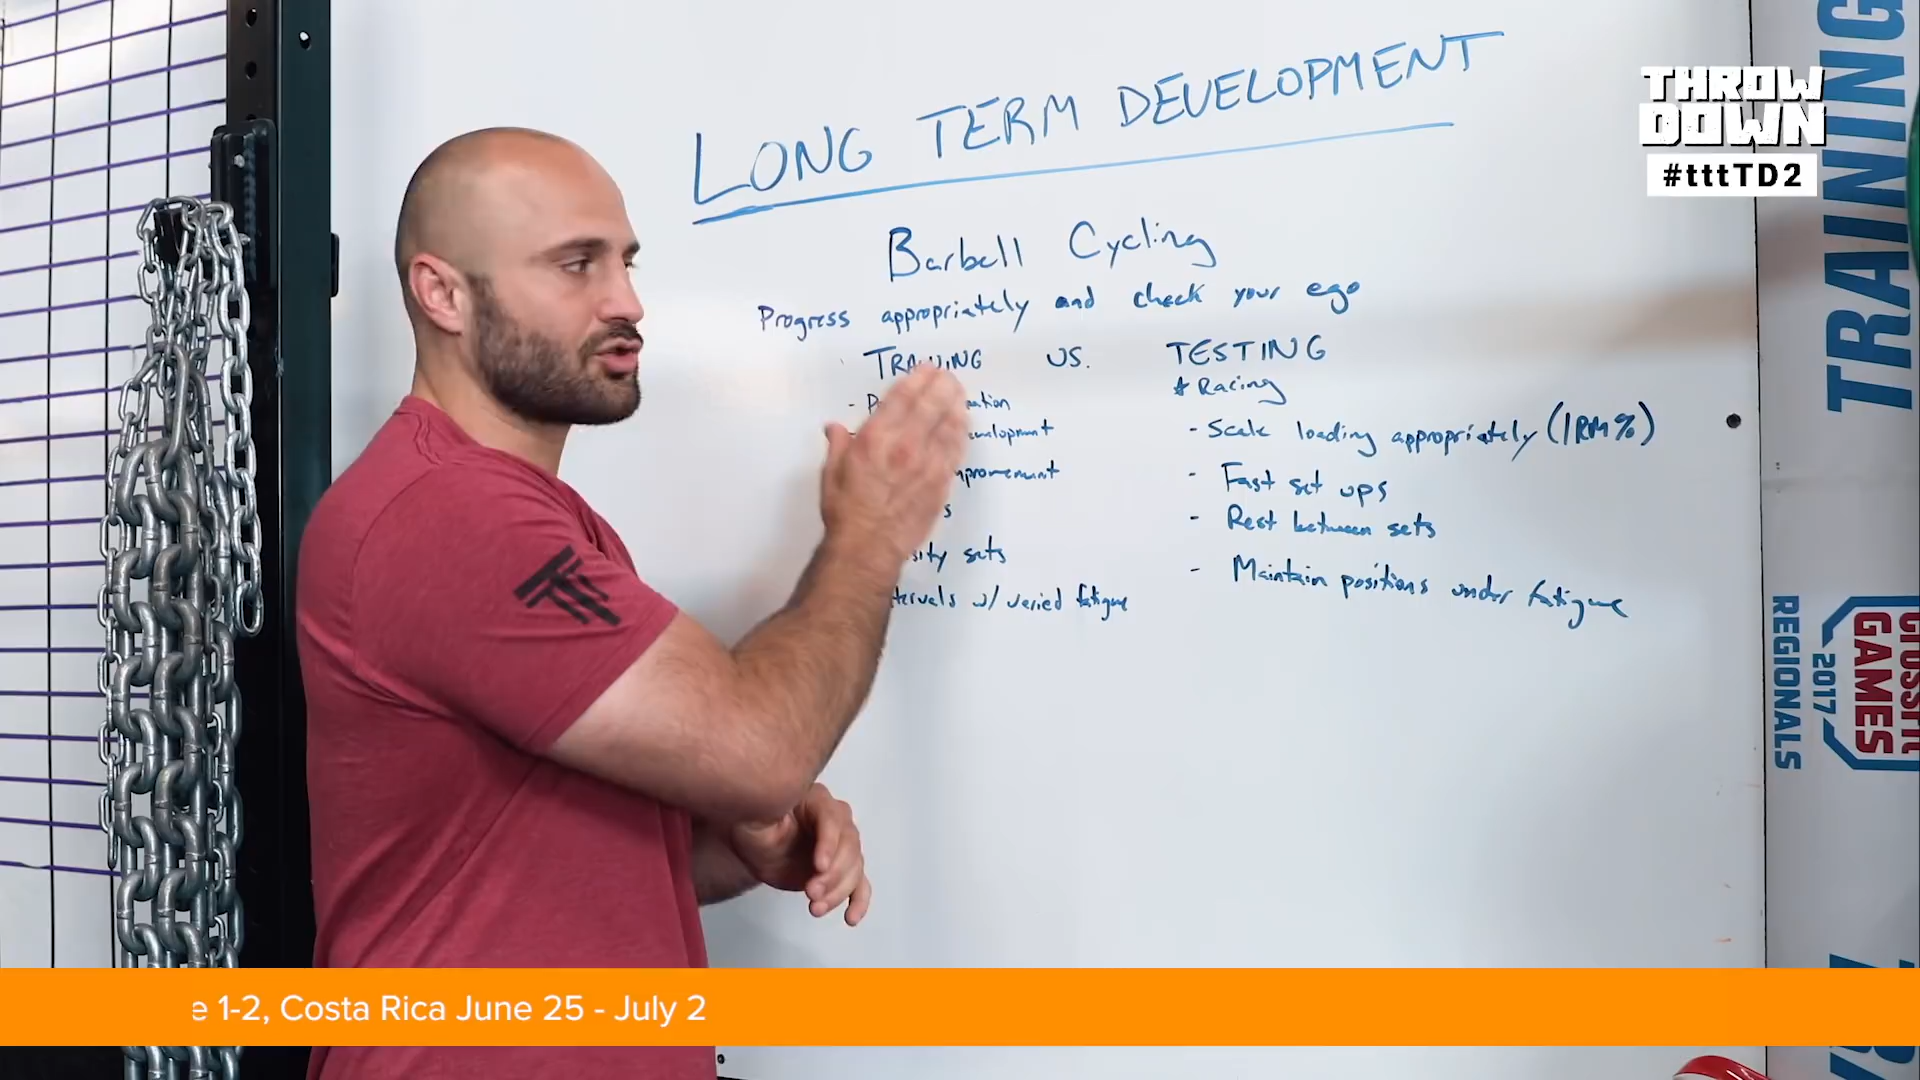 LONG TERM DEVELOPMENT
THROW
DOWN
#tttTD2
Barbell Cycling
Progress appropriately and check your ego
TRAINING VS. TESTING
* Racing
- Scale loading appropriately (1RM%)
- Fast set ups
- Rest between sets
- Maintain positions under fatigue
sets
w/ varied fatigue
TRAINING
REGIONALS
2017
CROSSFIT
GAMES
e 1-2, Costa Rica June 25 - July 2